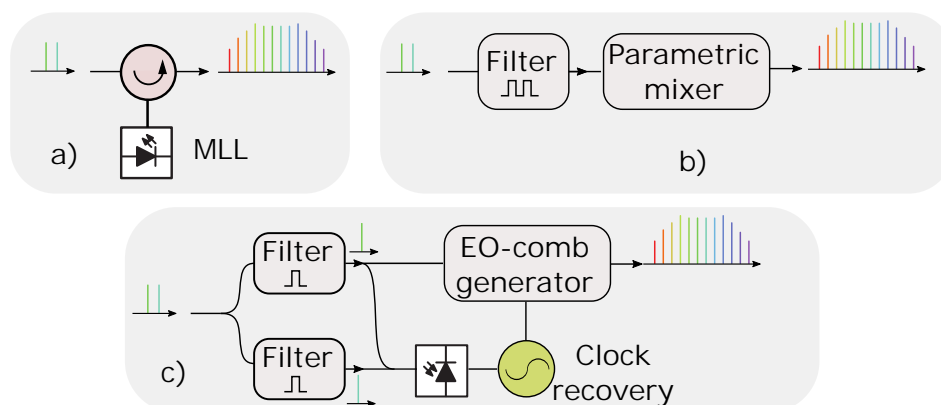 a)
MLL
Filter
Parametric
mixer
b)
Filter
EO-comb
generator
Filter
c)
Clock
recovery